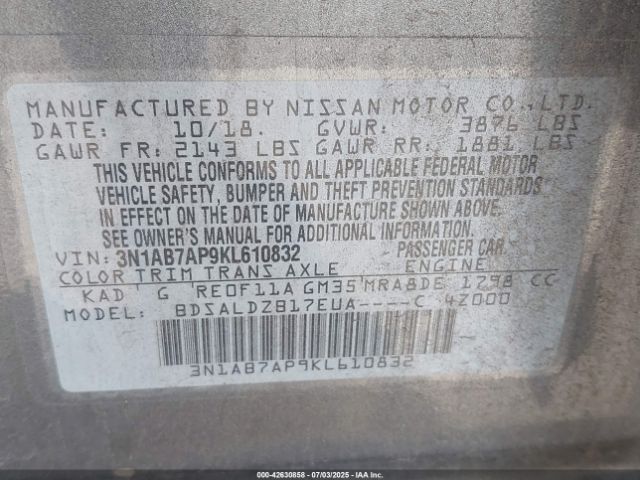 MANUFACTURED BY NISSAN MOTOR CO., LTD.
DATE: 10/18. GVWR: 3876 LBS
GAWR FR: 2143 LBS GAWR RR: 1881 LBS
THIS VEHICLE CONFORMS TO ALL APPLICABLE FEDERAL MOTOR
VEHICLE SAFETY, BUMPER AND THEFT PREVENTION STANDARDS
IN EFFECT ON THE DATE OF MANUFACTURE SHOWN ABOVE.
SEE OWNER'S MANUAL FOR ADDITIONAL INFORMATION.
VIN: 3N1AB7AP9KL610832 PASSENGER CAR
COLOR TRIM TRANS AXLE ENGINE
KAD G RE0F11A GM35 MRA8DE 1798 CC
MODEL: BDSALDZB17EUA----C 4Z000
3N1AB7AP9KL610832
000-42630858 - 07/03/2025 - IAAI.COM